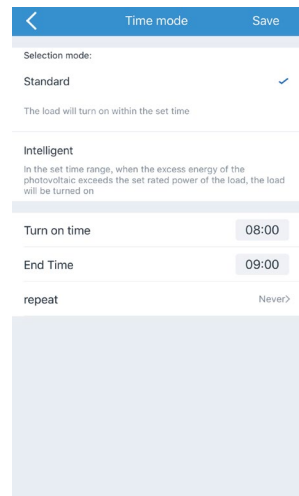 Time mode
Save
Selection mode:
Standard
The load will turn on within the set time
Intelligent
In the set time range, when the excess energy of the
photovoltaic exceeds the set rated power of the load, the load
will be turned on
Turn on time 08:00
End Time 09:00
repeat Never>